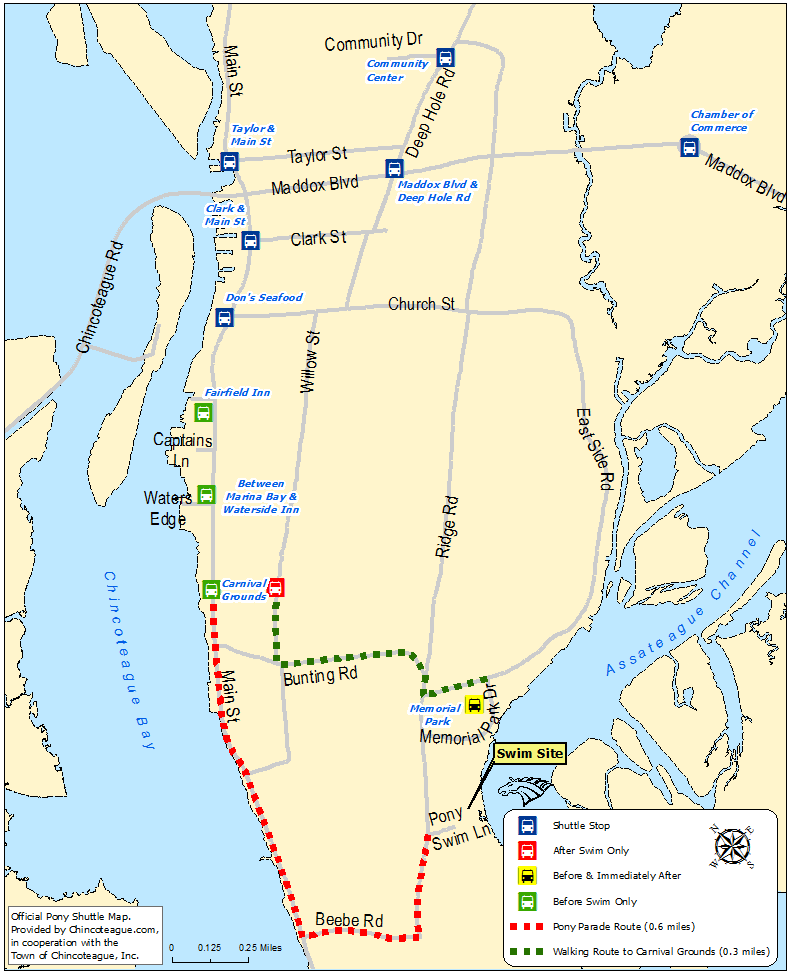 Community Dr
Main St
Community
Center
Deep Hole Rd
Chamber of
Commerce
Taylor &
Main St
Taylor St
Maddox Blvd
Maddox Blvd
Maddox Blvd &
Deep Hole Rd
Clark &
Main St
Clark St
Chincoteague Rd
Don's Seafood
Church St
Willow St
Fairfield Inn
Captains
Ln
East Side Rd
Between
Marina Bay &
Waterside Inn
Waters
Edge
Ridge Rd
Assateague Channel
Chincoteague Bay
Carnival
Grounds
Main St
Bunting Rd
Memorial
Park
Memorial Park Dr
Swim Site
Pony
Swim Ln
Beebe Rd
Shuttle Stop
After Swim Only
Before & Immediately After
Before Swim Only
Pony Parade Route (0.6 miles)
Walking Route to Carnival Grounds (0.3 miles)
N
E
S
W
Official Pony Shuttle Map.
Provided by Chincoteague.com,
in cooperation with the
Town of Chincoteague, Inc.
0 0.125 0.25 Miles